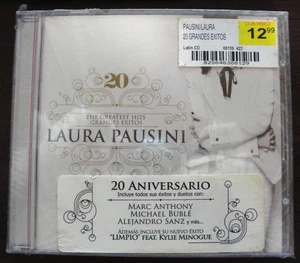 PAUSINI/LAURA
20 GRANDES EXITOS
12.99
Latin CD
20
THE GREATEST HITS
GRANDES EXITOS
LAURA PAUSINI
20 ANIVERSARIO
Incluye todos sus éxitos y duetos con:
MARC ANTHONY
MICHAEL BUBLÉ
ALEJANDRO SANZ y más...
ADEMÁS INCLUYE SU NUEVO ÉXITO
"LIMPIO" FEAT. KYLIE MINOGUE